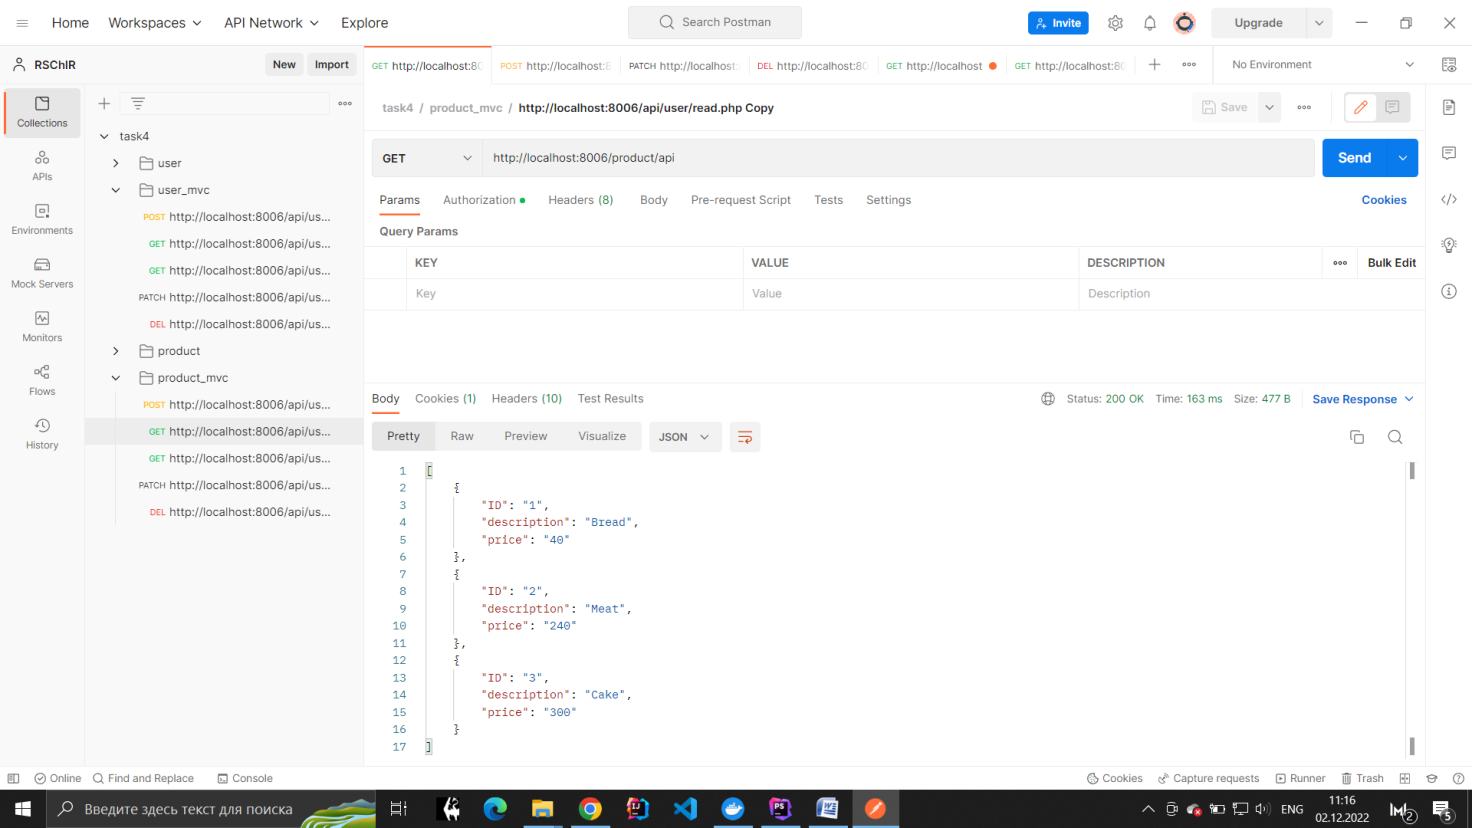 Home Workspaces API Network Explore Search Postman Invite Upgrade
RSChIR New Import GET http://localhost:80 POST http://localhost:8 PATCH http://localhost: DEL http://localhost:80 GET http://localhost GET http://localhost:80 No Environment
task4 / product_mvc / http://localhost:8006/api/user/read.php Copy Save
Collections
APIs
Environments
Mock Servers
Monitors
Flows
History
task4
user
user_mvc
POST http://localhost:8006/api/us...
GET http://localhost:8006/api/us...
GET http://localhost:8006/api/us...
PATCH http://localhost:8006/api/us...
DEL http://localhost:8006/api/us...
product
product_mvc
POST http://localhost:8006/api/us...
GET http://localhost:8006/api/us...
GET http://localhost:8006/api/us...
PATCH http://localhost:8006/api/us...
DEL http://localhost:8006/api/us...
GET http://localhost:8006/product/api Send
Params Authorization Headers (8) Body Pre-request Script Tests Settings Cookies
Query Params
KEY VALUE DESCRIPTION Bulk Edit
Key Value Description
Body Cookies (1) Headers (10) Test Results Status: 200 OK Time: 163 ms Size: 477 B Save Response
Pretty Raw Preview Visualize JSON
1 [
2 {
3 "ID": "1",
4 "description": "Bread",
5 "price": "40"
6 },
7 {
8 "ID": "2",
9 "description": "Meat",
10 "price": "240"
11 },
12 {
13 "ID": "3",
14 "description": "Cake",
15 "price": "300"
16 }
17 ]
Online Find and Replace Console Cookies Capture requests Runner Trash
Введите здесь текст для поиска ENG 11:16
02.12.2022
2
5